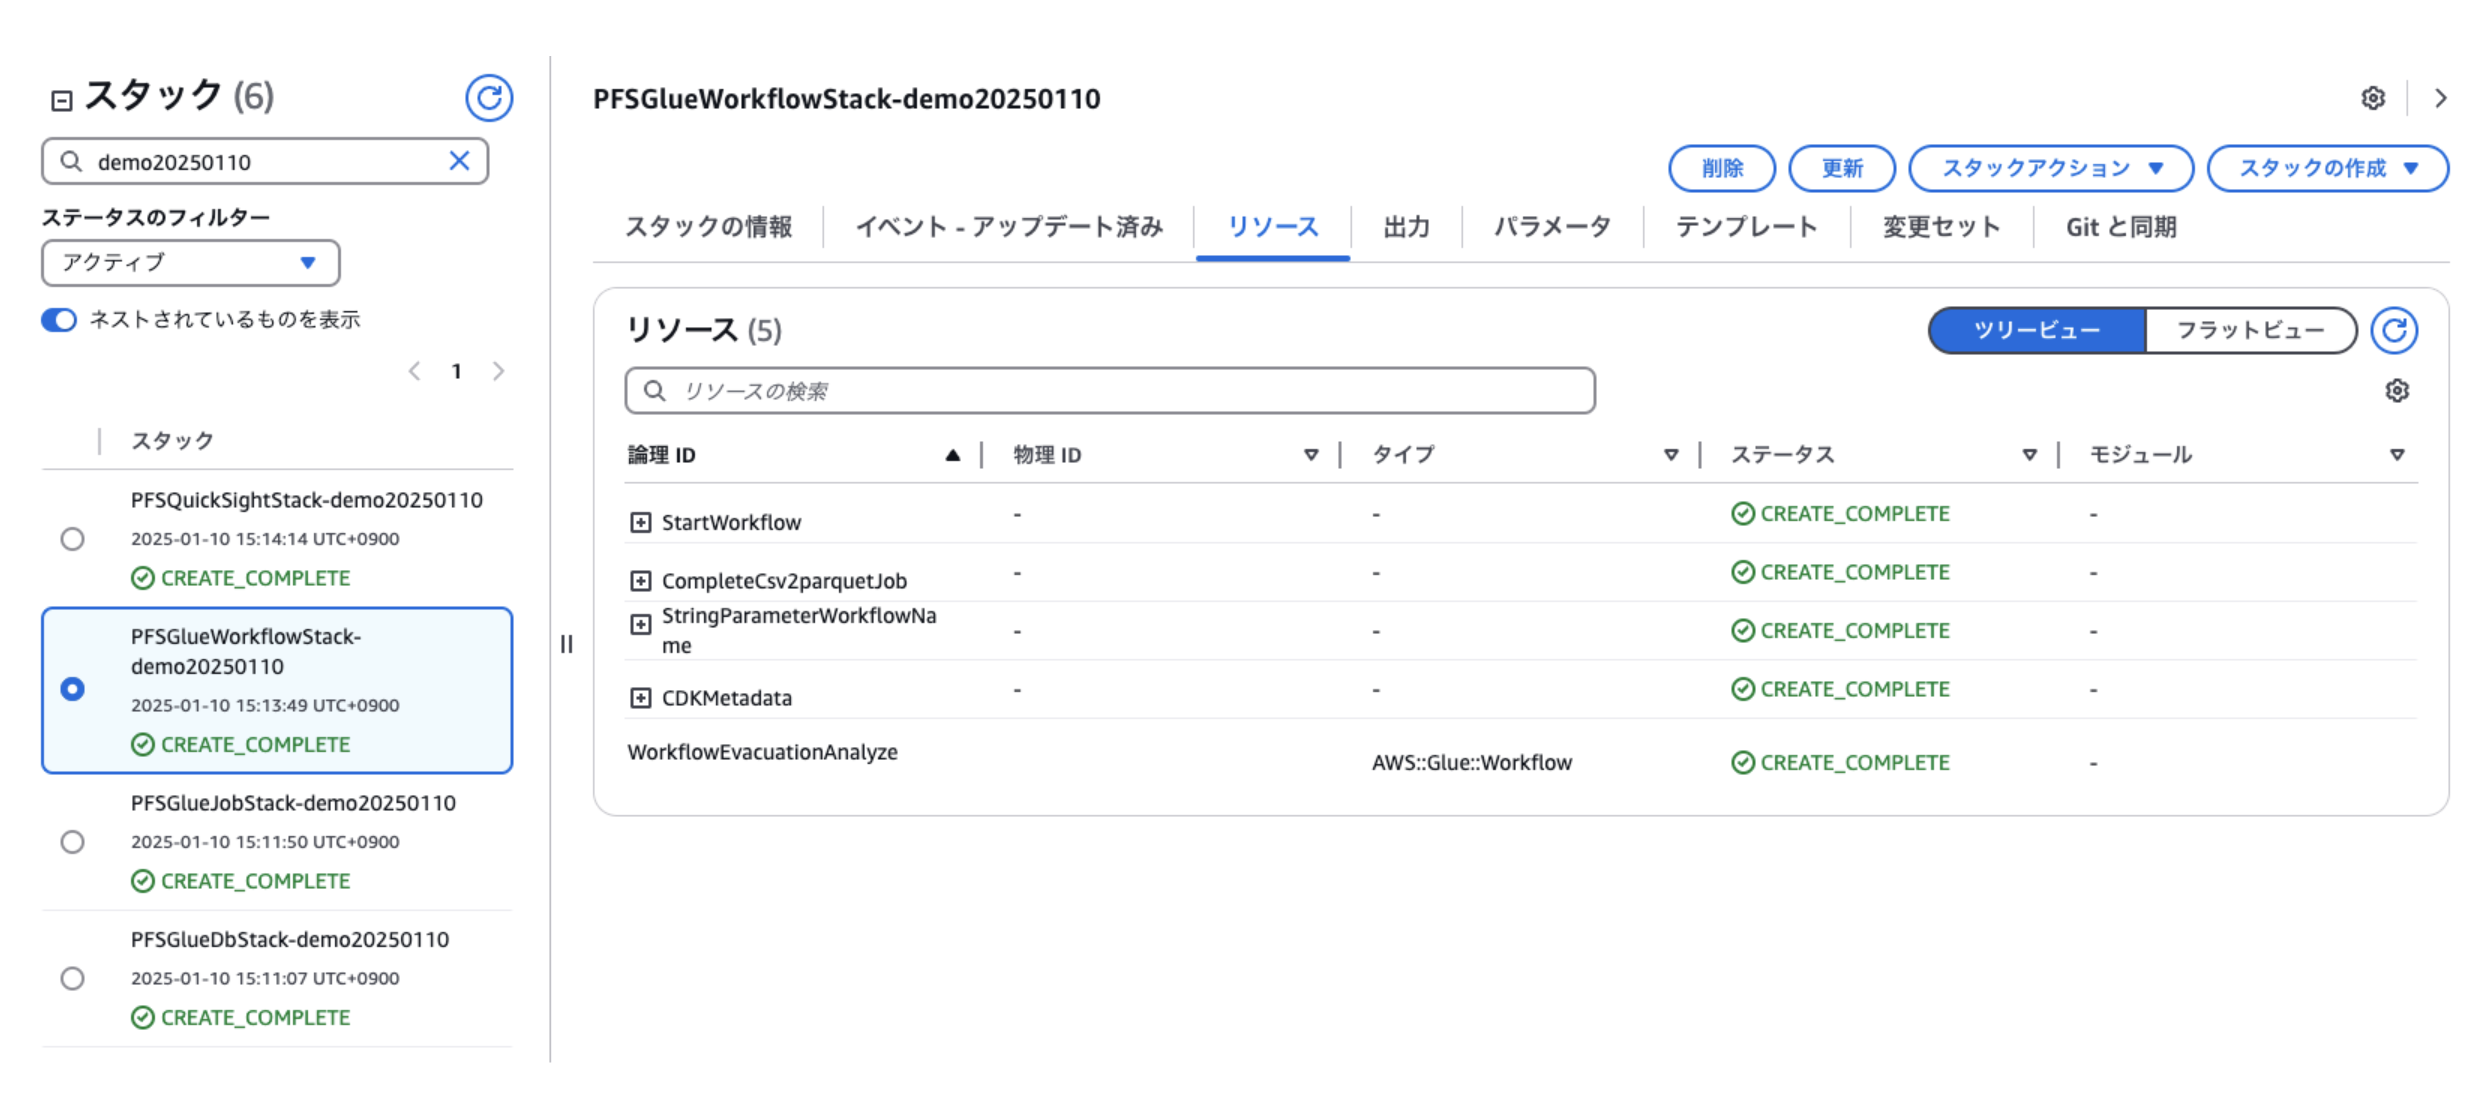 スタック (6)
demo20250110
ステータスのフィルター
アクティブ
ネストされているものを表示
1
スタック
PFSQuickSightStack-demo20250110
2025-01-10 15:14:14 UTC+0900
CREATE_COMPLETE
PFSGlueWorkflowStack-
demo20250110
2025-01-10 15:13:49 UTC+0900
CREATE_COMPLETE
PFSGlueJobStack-demo20250110
2025-01-10 15:11:50 UTC+0900
CREATE_COMPLETE
PFSGlueDbStack-demo20250110
2025-01-10 15:11:07 UTC+0900
CREATE_COMPLETE
PFSGlueWorkflowStack-demo20250110
削除 更新 スタックアクション スタックの作成
スタックの情報 イベント - アップデート済み リソース 出力 パラメータ テンプレート 変更セット Git と同期
リソース (5)
ツリービュー フラットビュー
リソースの検索
論理 ID 物理 ID タイプ ステータス モジュール
StartWorkflow - - CREATE_COMPLETE -
CompleteCsv2parquetJob - - CREATE_COMPLETE -
StringParameterWorkflowNa
me - - CREATE_COMPLETE -
CDKMetadata - - CREATE_COMPLETE -
WorkflowEvacuationAnalyze AWS::Glue::Workflow CREATE_COMPLETE -